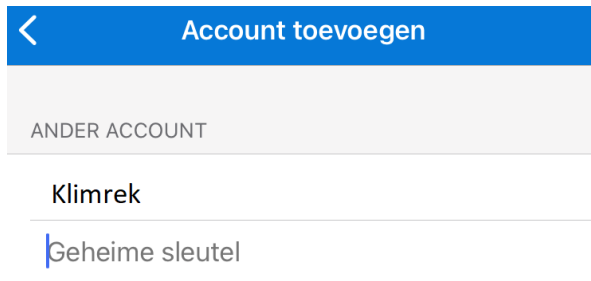 Account toevoegen
ANDER ACCOUNT
Klimrek
Geheime sleutel